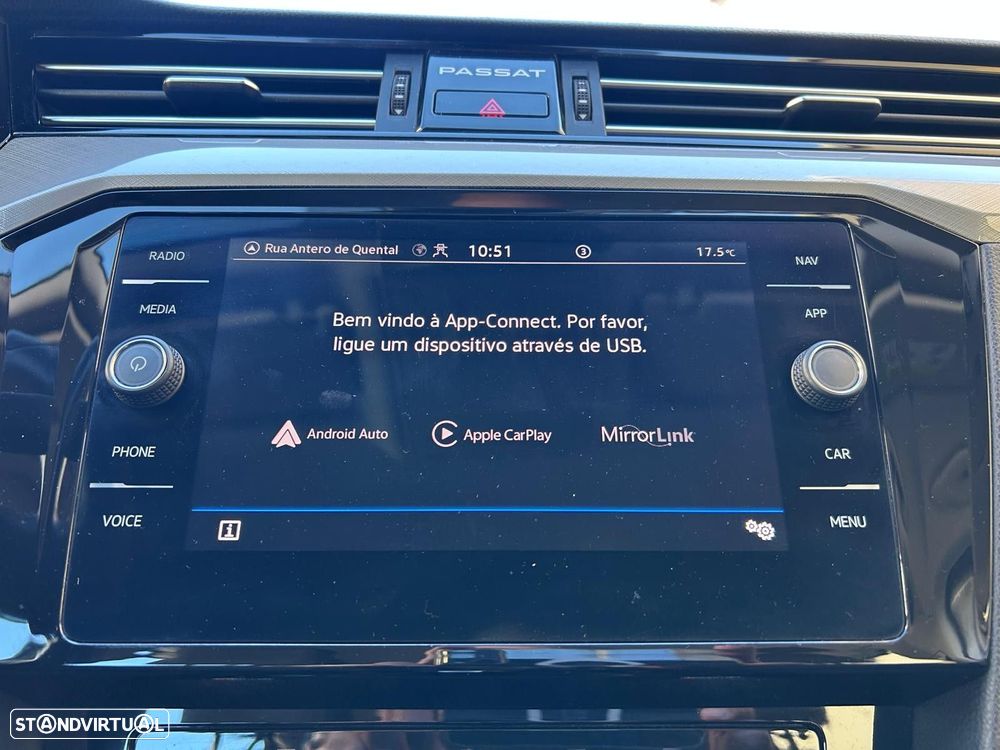 PASSAT
RADIO
MEDIA
PHONE
VOICE
Rua Antero de Quental 10:51 3 17.5°C
Bem vindo à App-Connect. Por favor,
ligue um dispositivo através de USB.
Android Auto Apple CarPlay MirrorLink
i
NAV
APP
CAR
MENU
STANDVIRTUAL